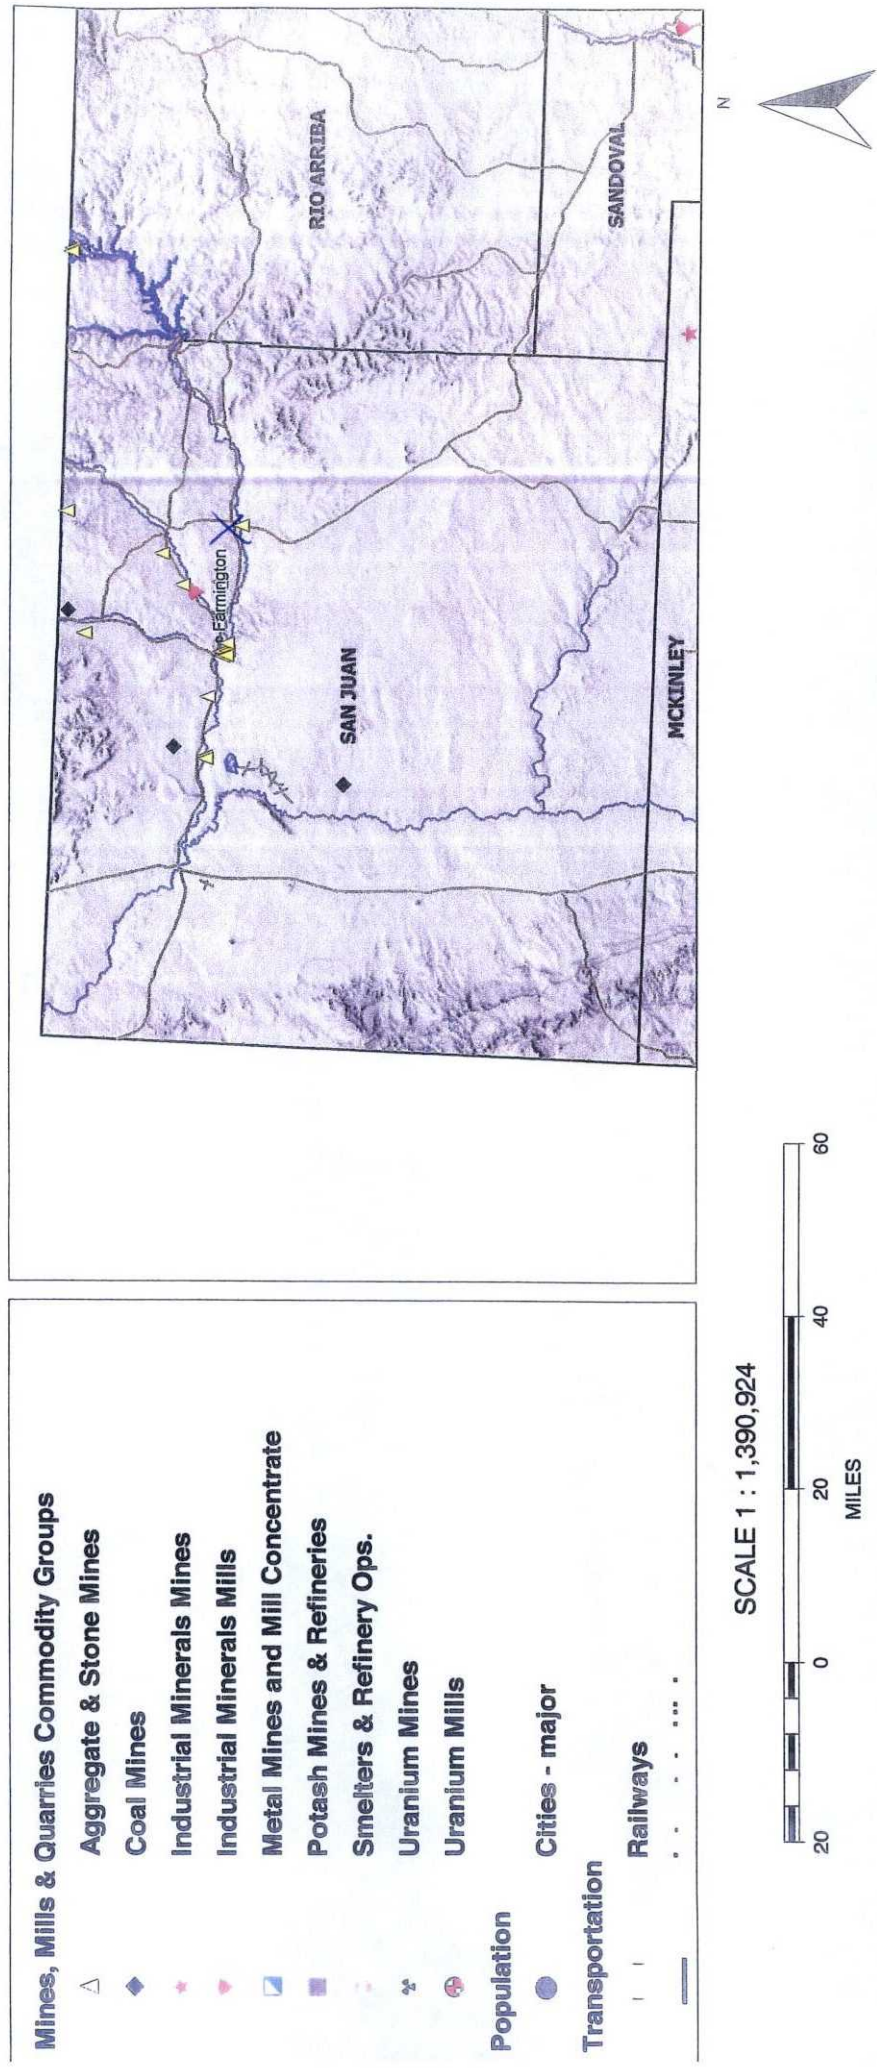 Mines, Mills & Quarries Commodity Groups
Aggregate & Stone Mines
Coal Mines
Industrial Minerals Mines
Industrial Minerals Mills
Metal Mines and Mill Concentrate
Potash Mines & Refineries
Smelters & Refinery Ops.
Uranium Mines
Uranium Mills
Population
Cities - major
Transportation
Railways
Farmington
SAN JUAN
RIO ARRIBA
SANDOVAL
MCKINLEY
SCALE 1 : 1,390,924
20 0 20 40 60
MILES
N